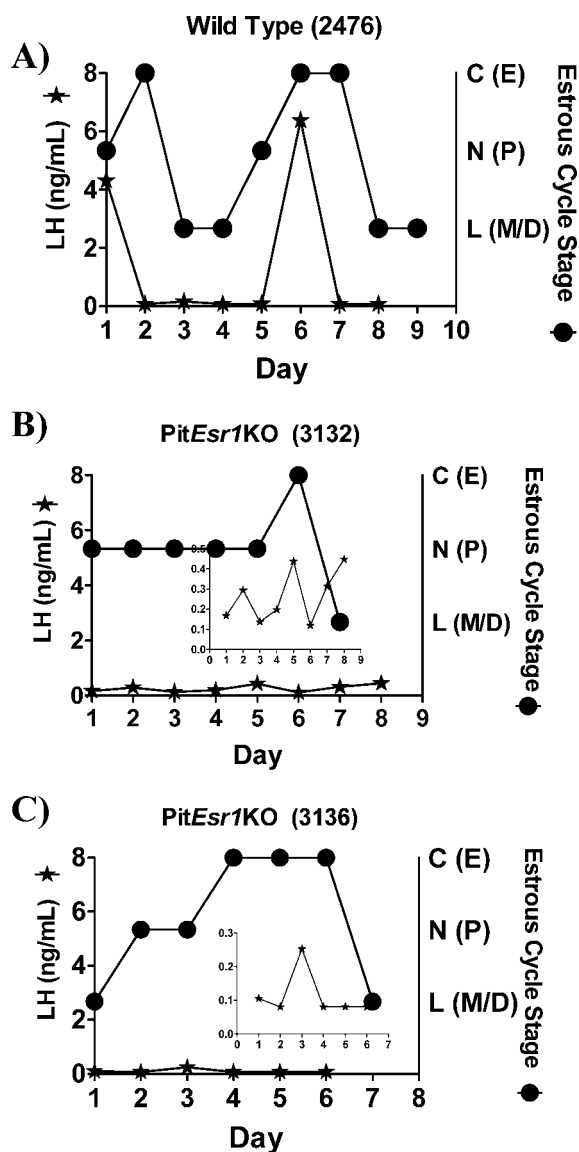 A)
Wild Type (2476)
LH (ng/mL) ★
8
6
4
2
0
C (E)
N (P)
L (M/D)
Estrous Cycle Stage
1 2 3 4 5 6 7 8 9 10
Day
B)
PitEsr1KO (3132)
LH (ng/mL) ★
8
6
4
2
0
0.5
0.4
0.3
0.2
0.1
0.0
0 1 2 3 4 5 6 7 8 9
C (E)
N (P)
L (M/D)
Estrous Cycle Stage
1 2 3 4 5 6 7 8 9
Day
C)
PitEsr1KO (3136)
LH (ng/mL) ★
8
6
4
2
0
0.3
0.2
0.1
0.0
0 1 2 3 4 5 6 7
C (E)
N (P)
L (M/D)
Estrous Cycle Stage
1 2 3 4 5 6 7 8
Day